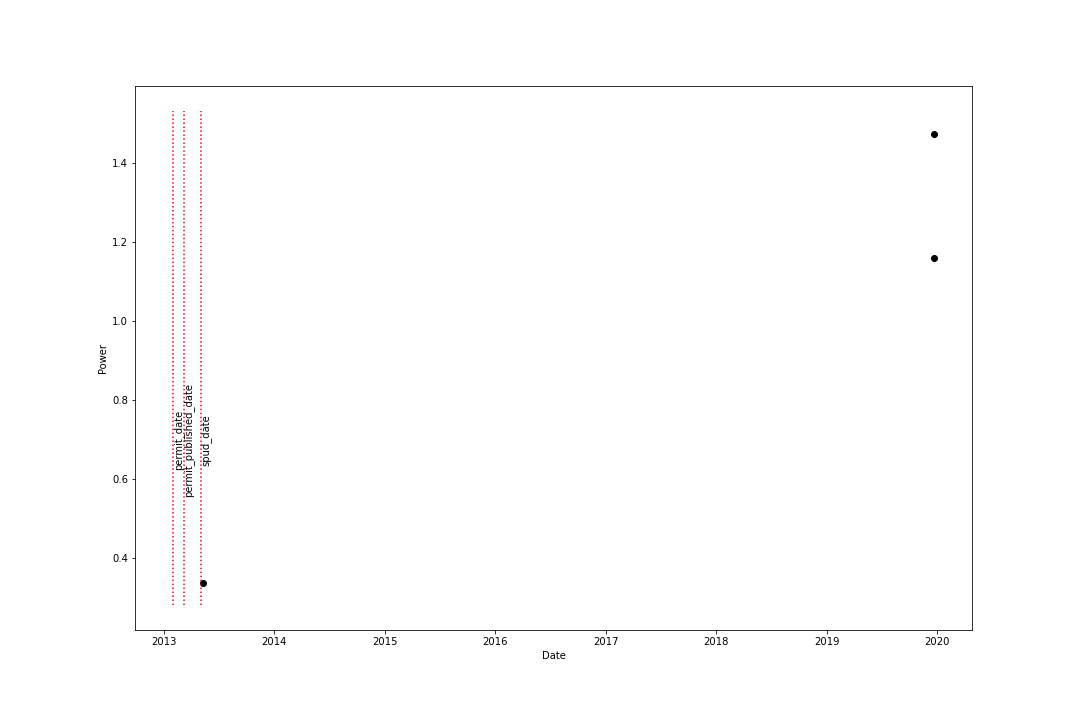 1.4
1.2
1.0
0.8
0.6
0.4
Power
permit_date
permit_published_date
spud_date
2013 2014 2015 2016 2017 2018 2019 2020
Date